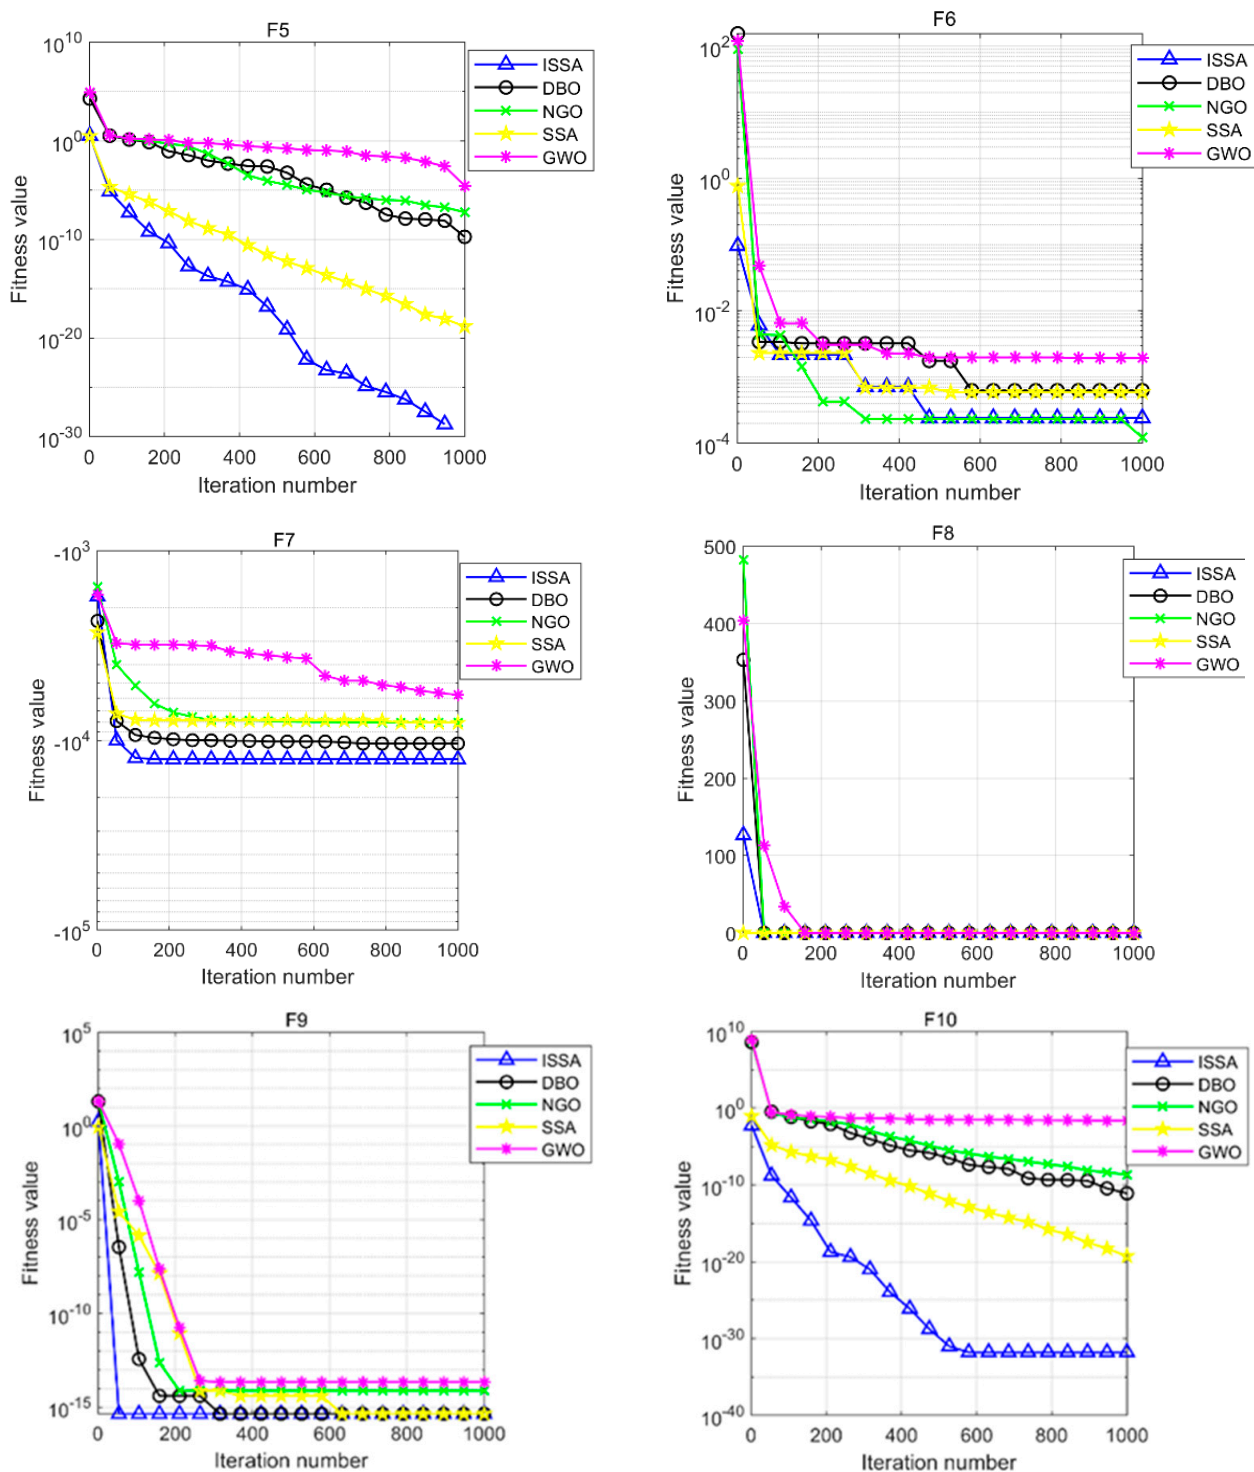 F5
10^10
10^0
10^-10
10^-20
10^-30
Fitness value
0 200 400 600 800 1000
Iteration number
ISSA
DBO
NGO
SSA
GWO
F6
10^2
10^0
10^-2
10^-4
Fitness value
0 200 400 600 800 1000
Iteration number
ISSA
DBO
NGO
SSA
GWO
F7
-10^3
-10^4
-10^5
Fitness value
0 200 400 600 800 1000
Iteration number
ISSA
DBO
NGO
SSA
GWO
F8
500
400
300
200
100
0
Fitness value
0 200 400 600 800 1000
Iteration number
ISSA
DBO
NGO
SSA
GWO
F9
10^5
10^0
10^-5
10^-10
10^-15
Fitness value
0 200 400 600 800 1000
Iteration number
ISSA
DBO
NGO
SSA
GWO
F10
10^10
10^0
10^-10
10^-20
10^-30
10^-40
Fitness value
0 200 400 600 800 1000
Iteration number
ISSA
DBO
NGO
SSA
GWO